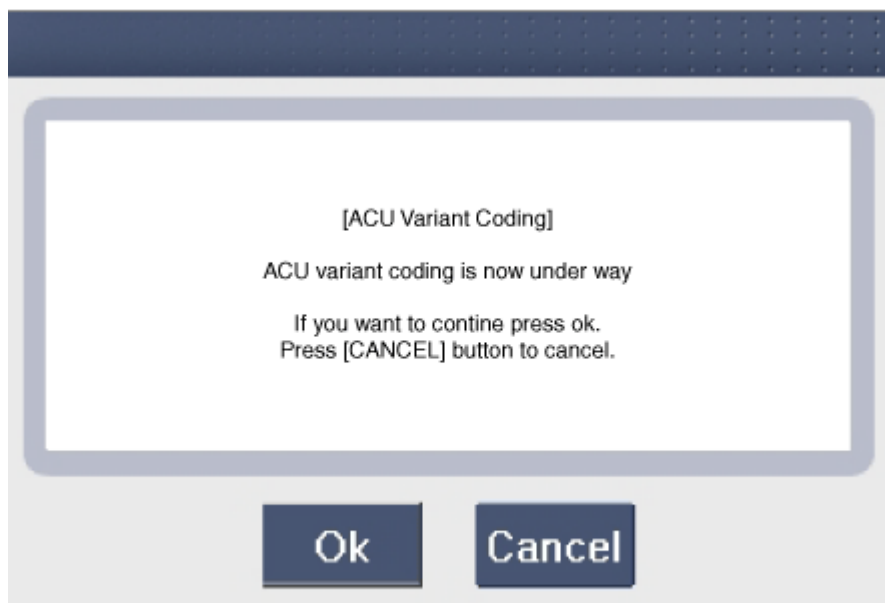 [ACU Variant Coding]
ACU variant coding is now under way
If you want to contine press ok.
Press [CANCEL] button to cancel.
Ok
Cancel